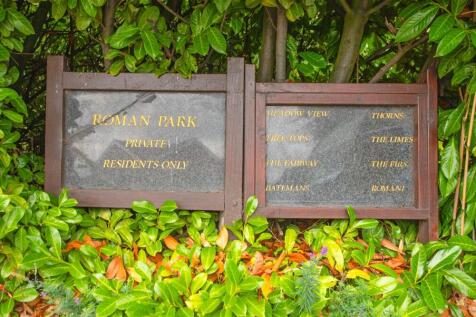 ROMAN PARK
PRIVATE
RESIDENTS ONLY
MEADOW VIEW THORNS
TREE TOPS THE LIMES
THE FAIRWAY THE FIRS
BATEMANS ROMANI